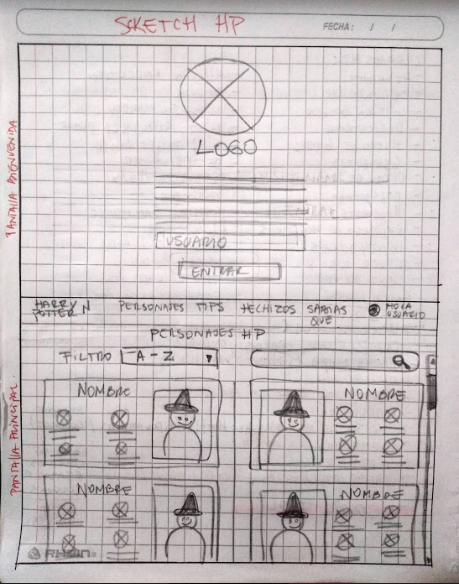 SKETCH HP
FECHA: / /
PANTALLA BIENVENIDA
LOGO
USUARIO
ENTRAR
PANTALLA PRINCIPAL
HARRY POTTER
PERSONAJES TIPS HECHIZOS SABIAS QUE
HOLA USUARIO
PERSONAJES HP
FILTRO A-Z
NOMBRE
NOMBRE
NOMBRE
NOMBRE
Rhein